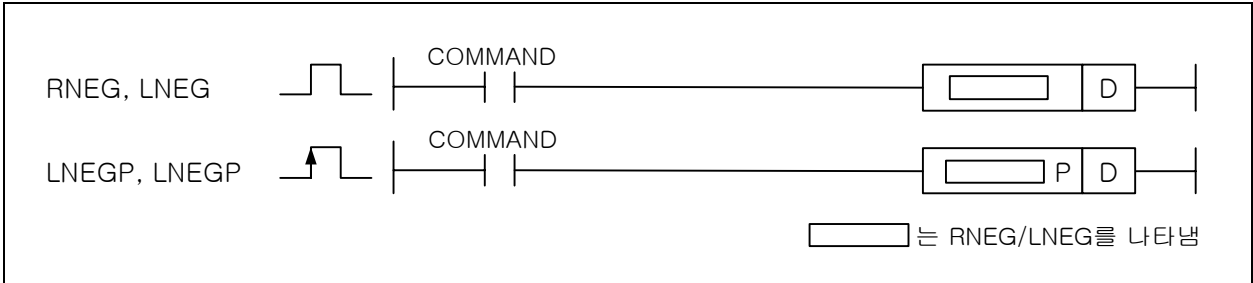 COMMAND
RNEG, LNEG D
COMMAND
LNEGP, LNEGP P D
는 RNEG/LNEG를 나타냄